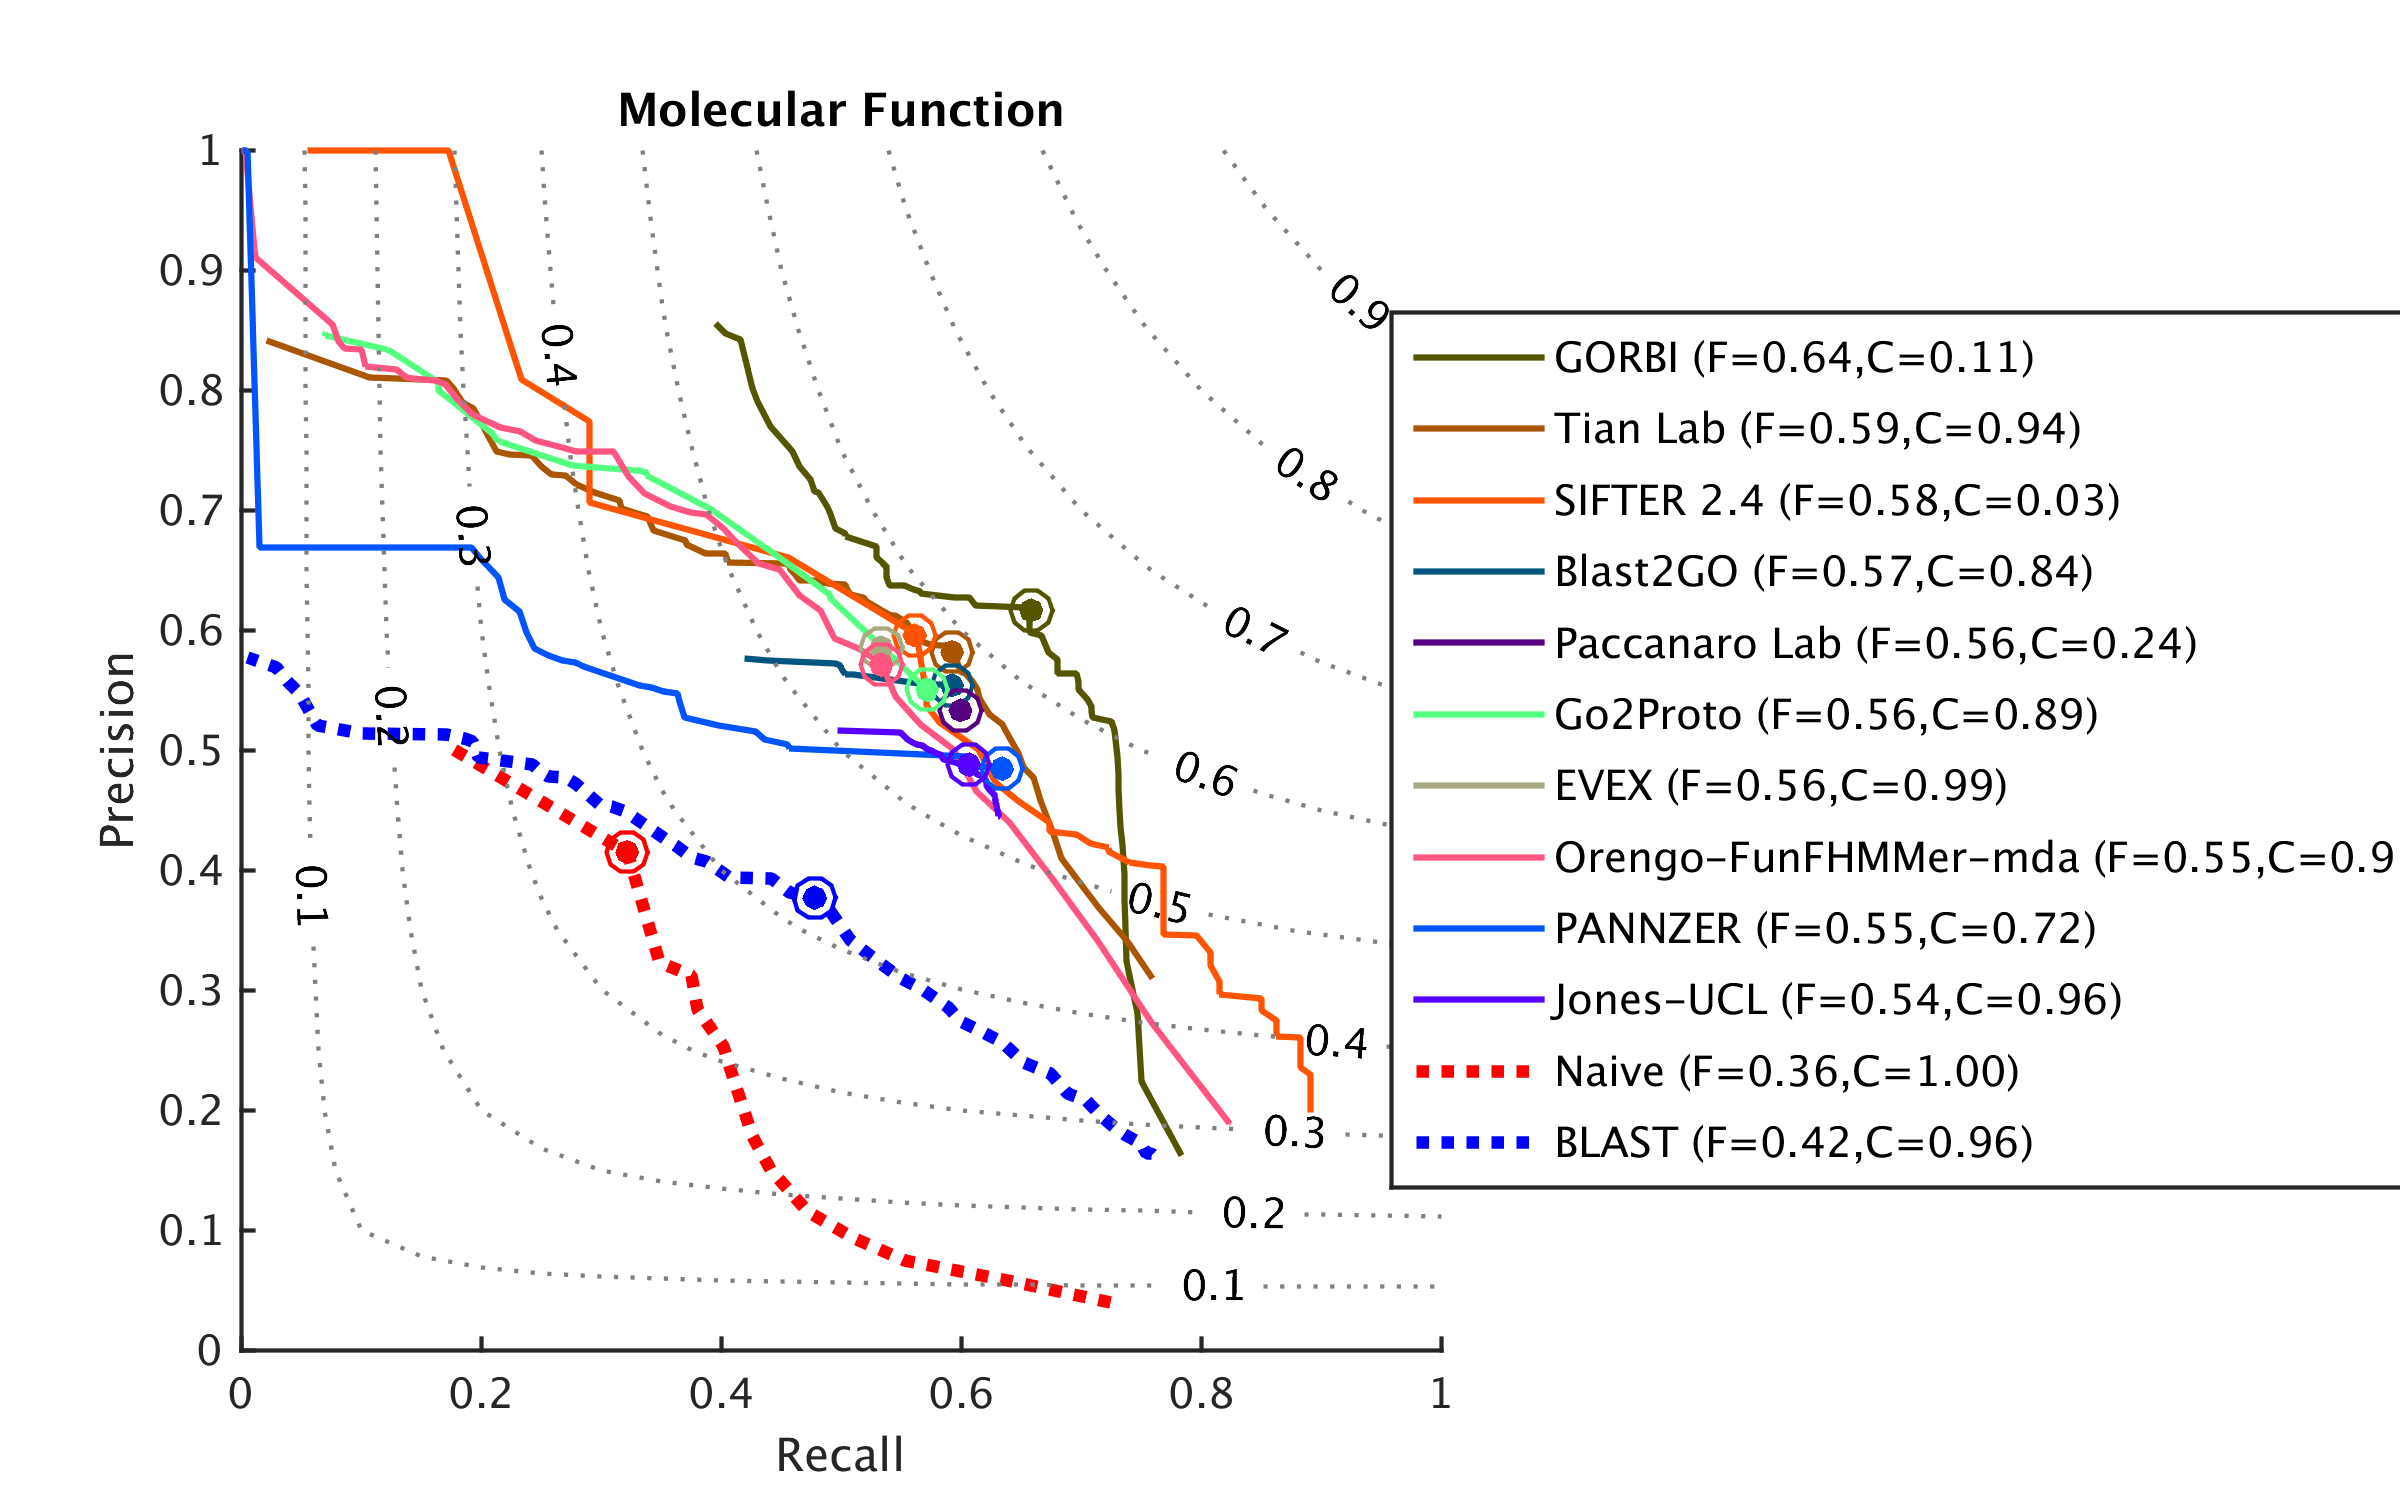 Molecular Function
Precision
1
0.9
0.8
0.7
0.6
0.5
0.4
0.3
0.2
0.1
0
0
0.2
0.4
0.6
0.8
1
Recall
0.1
0.2
0.3
0.4
0.9
0.8
0.7
0.6
0.5
0.4
0.3
0.2
0.1
GORBI (F=0.64,C=0.11)
Tian Lab (F=0.59,C=0.94)
SIFTER 2.4 (F=0.58,C=0.03)
Blast2GO (F=0.57,C=0.84)
Paccanaro Lab (F=0.56,C=0.24)
Go2Proto (F=0.56,C=0.89)
EVEX (F=0.56,C=0.99)
Orengo-FunFHMMer-mda (F=0.55,C=0.9
PANNZER (F=0.55,C=0.72)
Jones-UCL (F=0.54,C=0.96)
Naive (F=0.36,C=1.00)
BLAST (F=0.42,C=0.96)